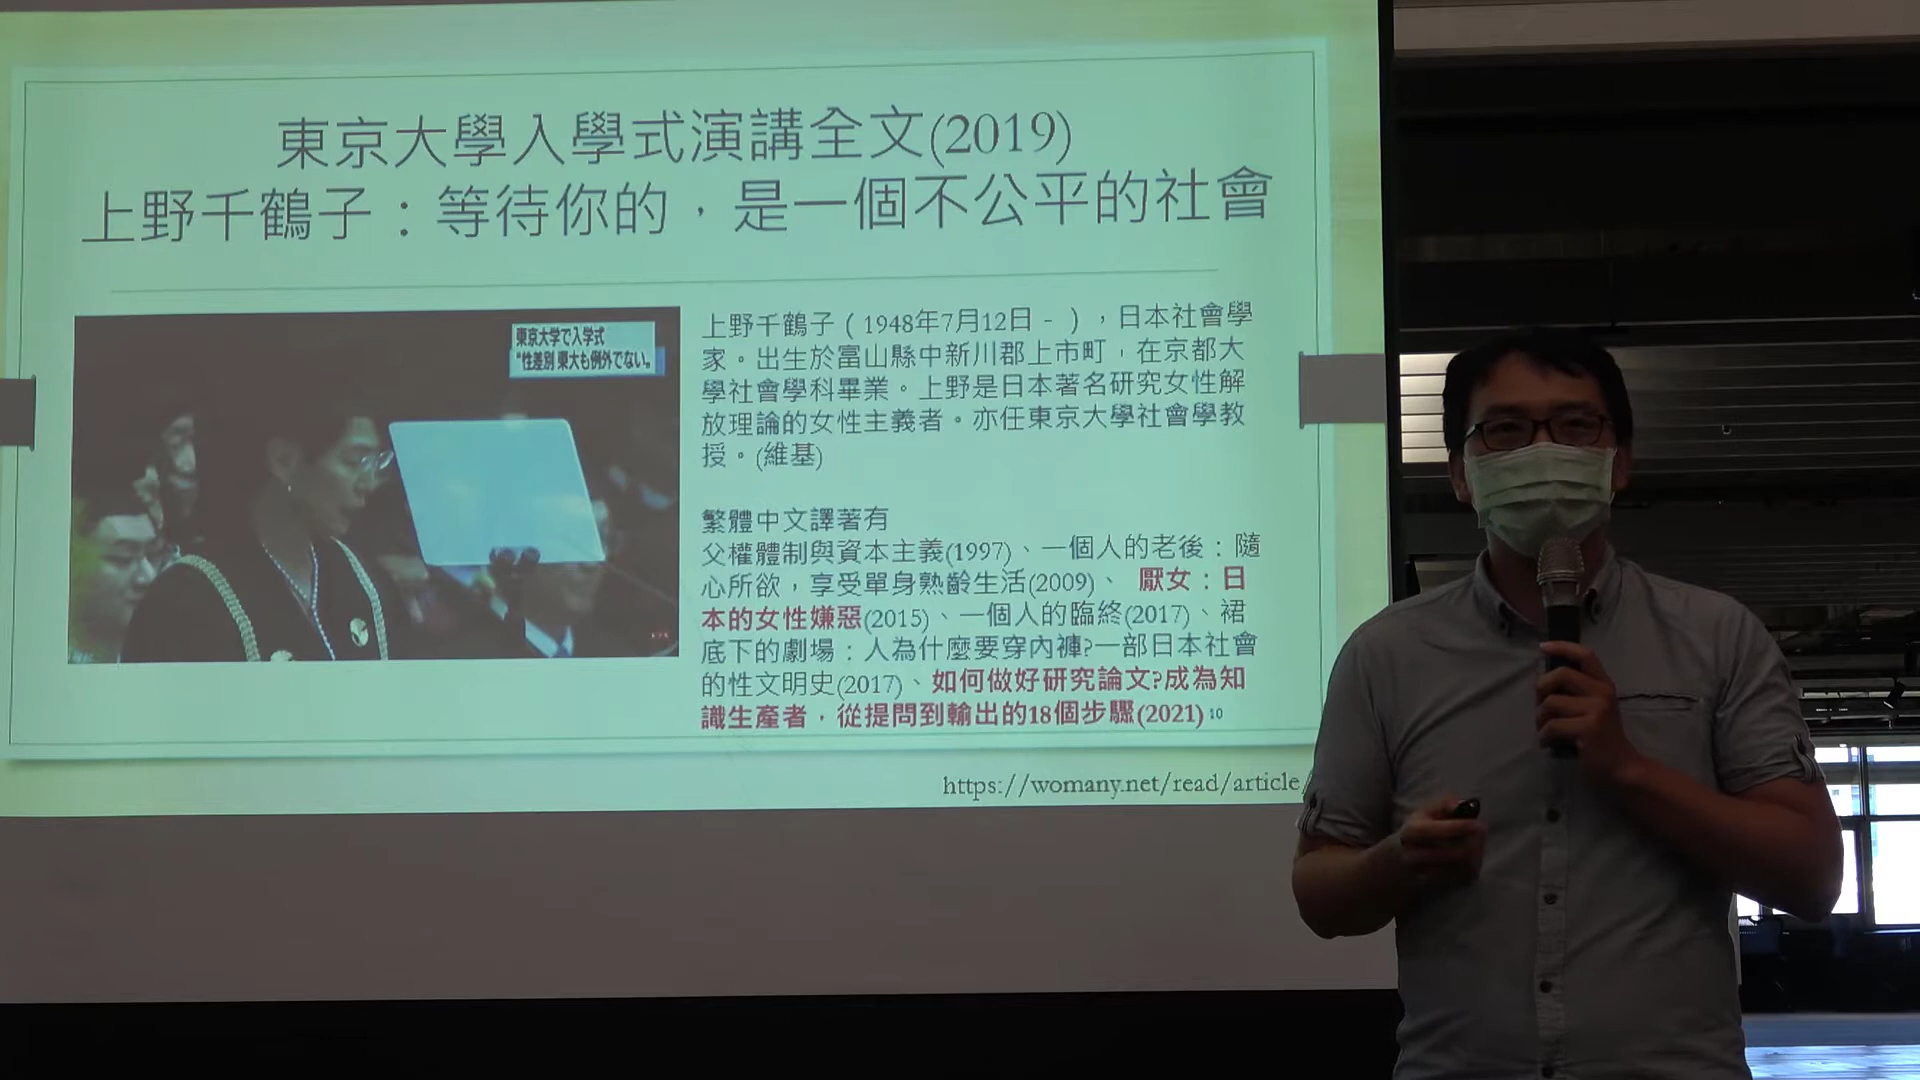 東京大學入學式演講全文(2019)
上野千鶴子：等待你的，是一個不公平的社會
東京大学で入学式
"性差別 東大も例外でない。
上野千鶴子（1948年7月12日－），日本社會學
家。出生於富山縣中新川郡上市町，在京都大
學社會學科畢業。上野是日本著名研究女性解
放理論的女性主義者。亦任東京大學社會學教
授。(維基)
繁體中文譯著有
父權體制與資本主義(1997)、一個人的老後：隨
心所欲，享受單身熟齡生活(2009)、 厭女：日
本的女性嫌惡(2015)、一個人的臨終(2017)、裙
底下的劇場：人為什麼要穿內褲?一部日本社會
的性文明史(2017)、如何做好研究論文?成為知
識生產者，從提問到輸出的18個步驟(2021) 10
https://womany.net/read/article/